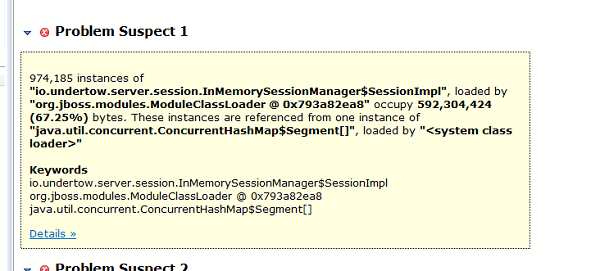 Problem Suspect 1
974,185 instances of
"io.undertow.server.session.InMemorySessionManager$SessionImpl", loaded by
"org.jboss.modules.ModuleClassLoader @ 0x793a82ea8" occupy 592,304,424
(67.25%) bytes. These instances are referenced from one instance of
"java.util.concurrent.ConcurrentHashMap$Segment[]", loaded by "<system class
loader>"
Keywords
io.undertow.server.session.InMemorySessionManager$SessionImpl
org.jboss.modules.ModuleClassLoader @ 0x793a82ea8
java.util.concurrent.ConcurrentHashMap$Segment[]
Details »
Problem Suspect 2